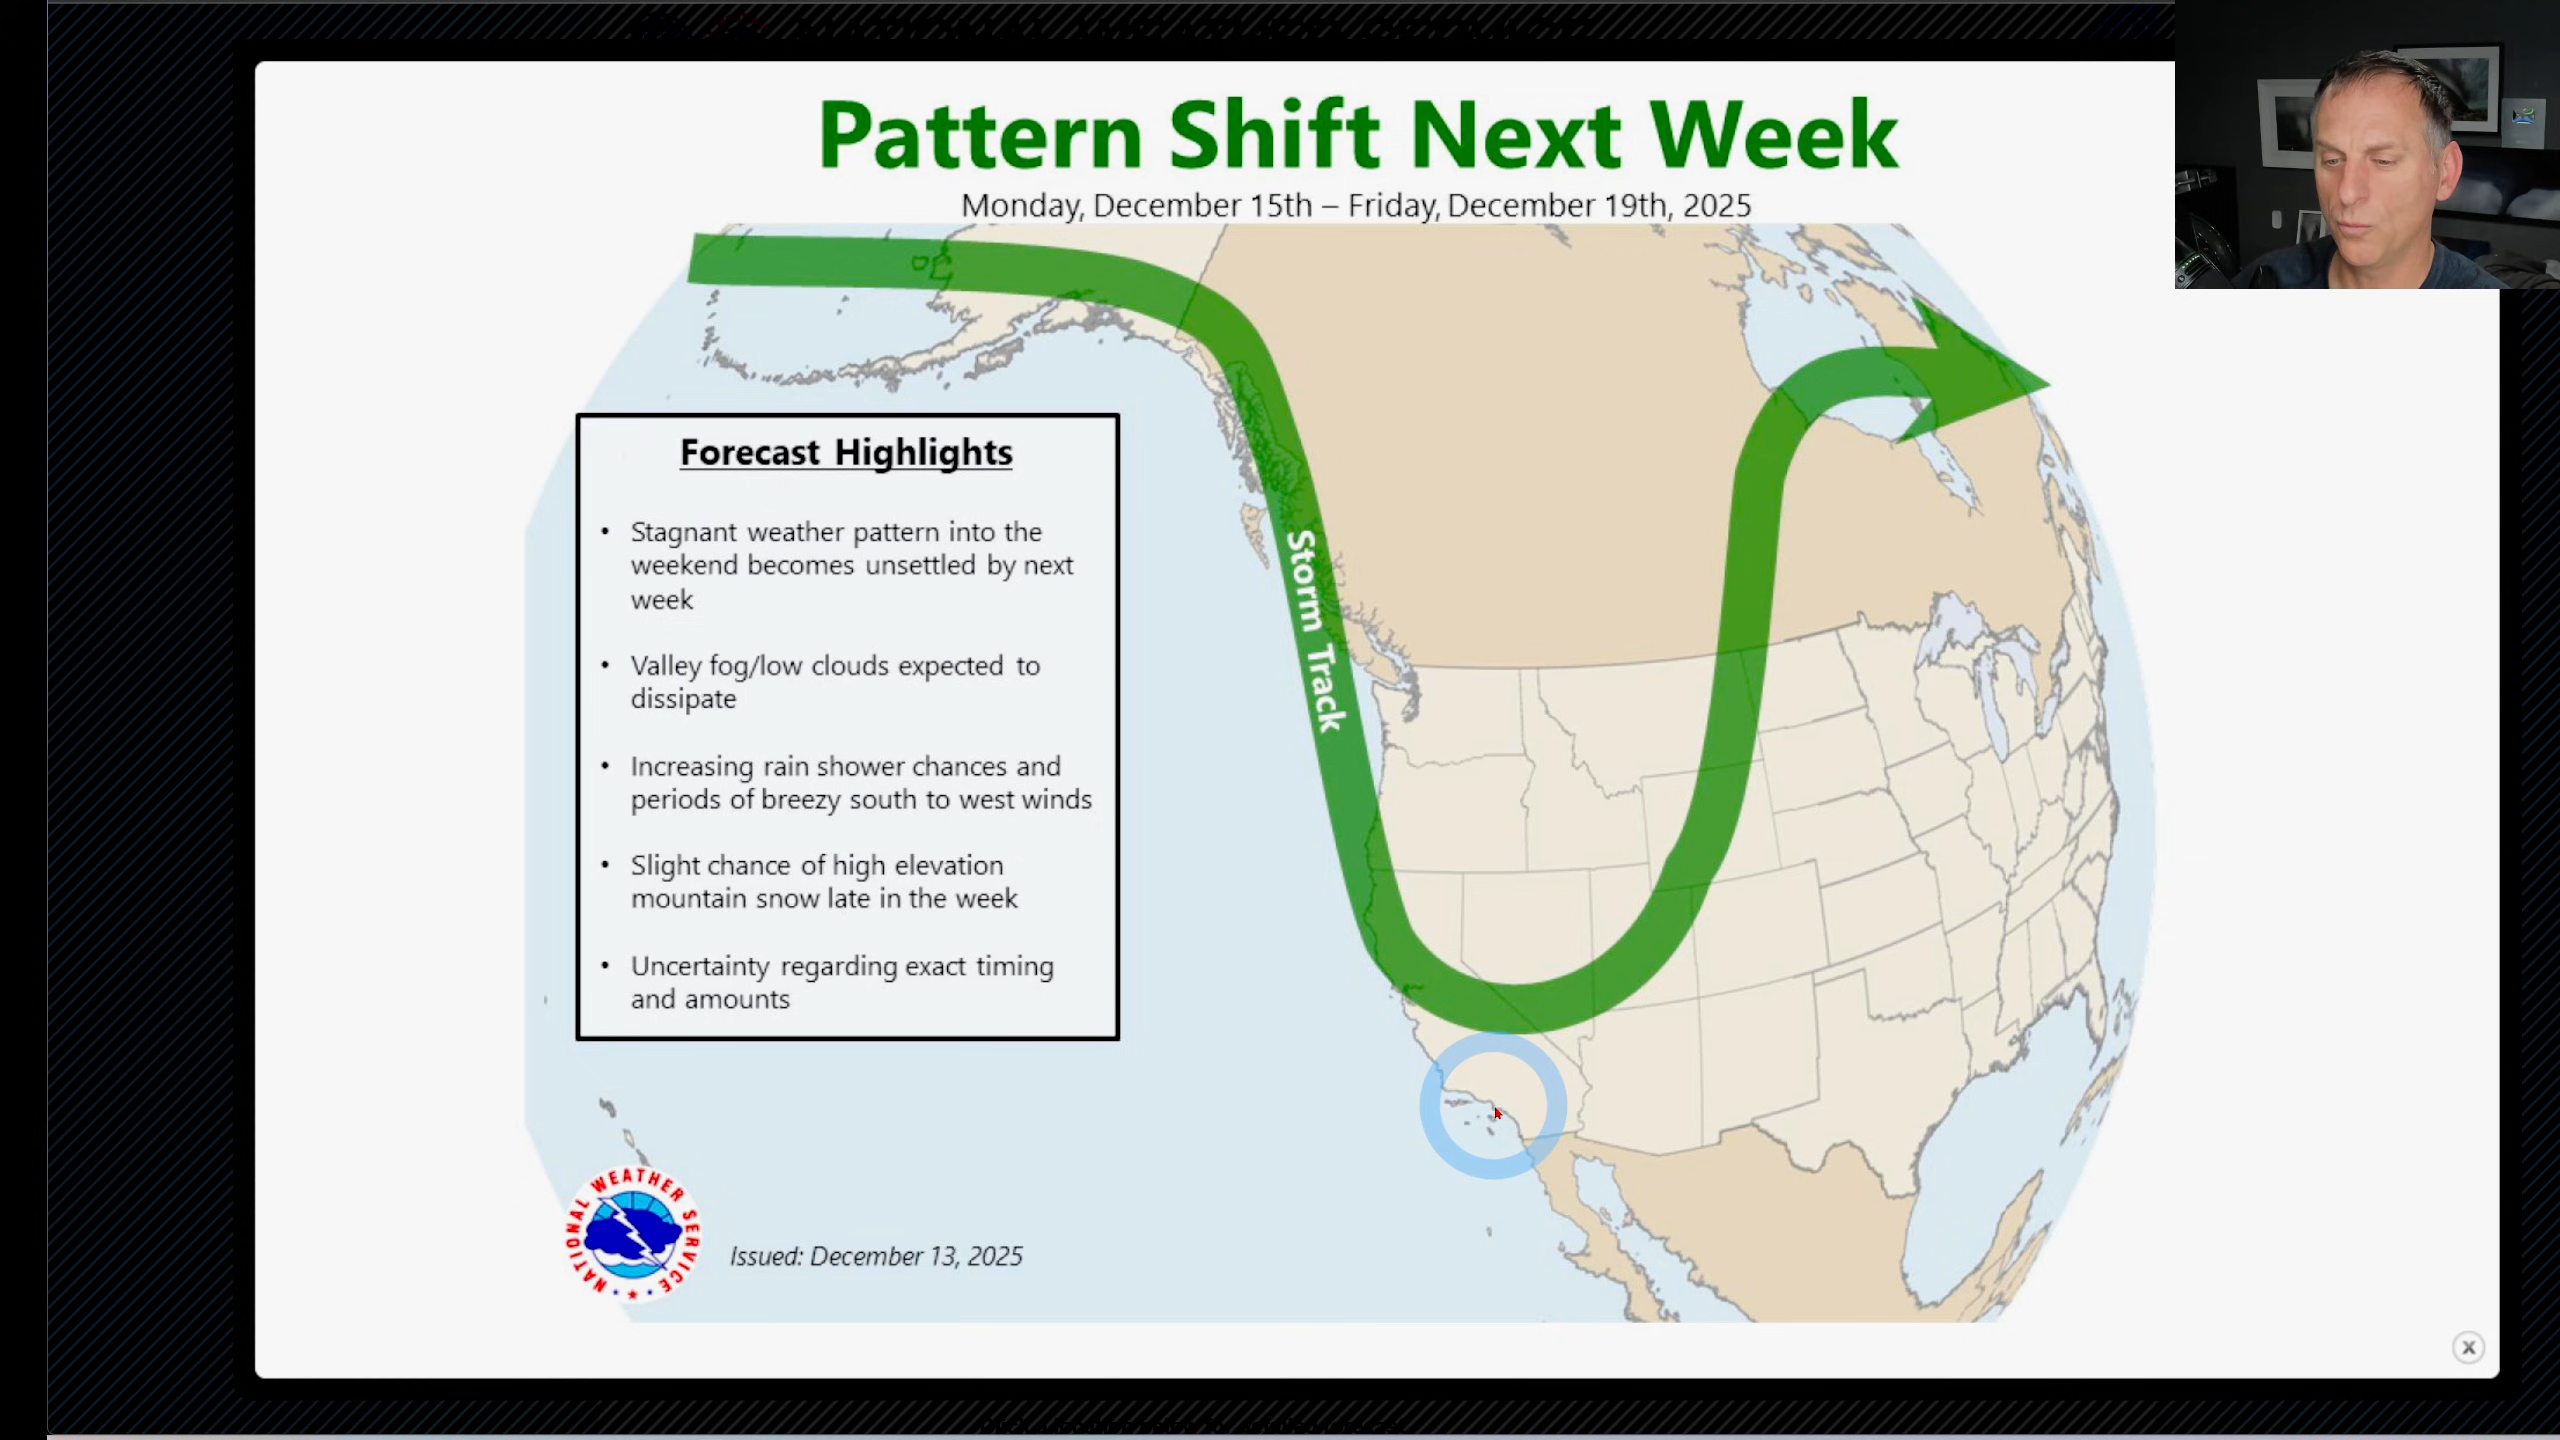 Pattern Shift Next Week
Monday, December 15th – Friday, December 19th, 2025
Forecast Highlights
• Stagnant weather pattern into the
weekend becomes unsettled by next
week
• Valley fog/low clouds expected to
dissipate
• Increasing rain shower chances and
periods of breezy south to west winds
• Slight chance of high elevation
mountain snow late in the week
• Uncertainty regarding exact timing
and amounts
Storm Track
NATIONAL WEATHER SERVICE
Issued: December 13, 2025
X